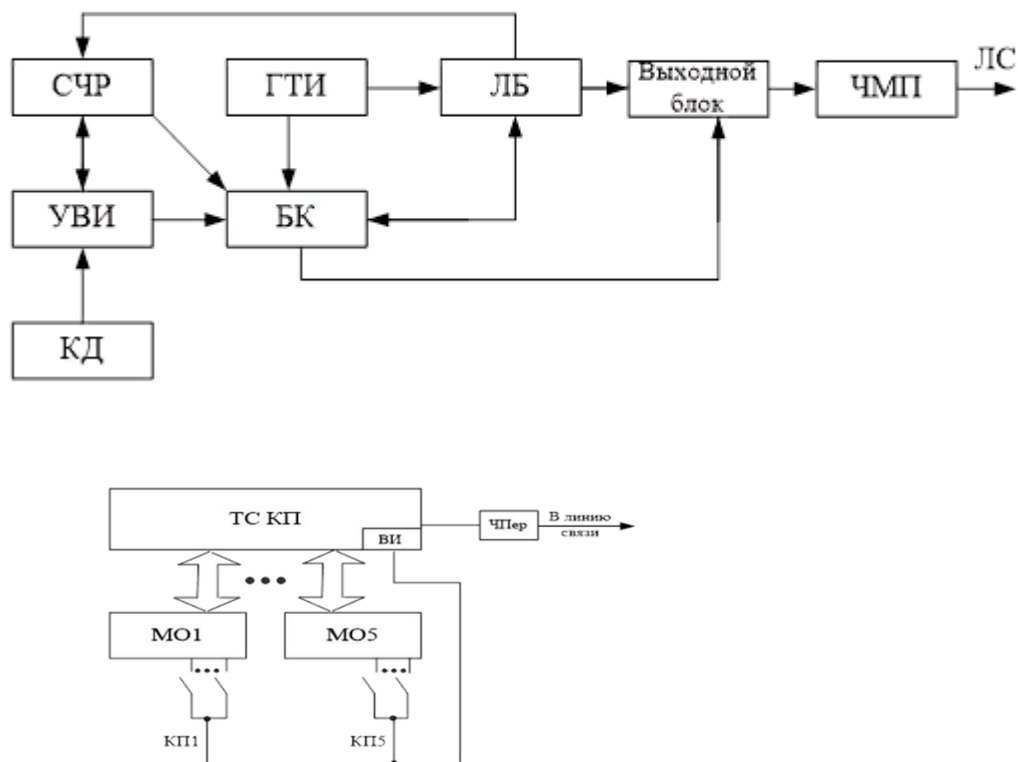 ЛС
СЧР
ГТИ
ЛБ
Выходной
блок
ЧМП
УВИ
БК
КД
ТС КП
ВИ
ЧПер
В линию
связи
МО1
МО5
КП1
КП5